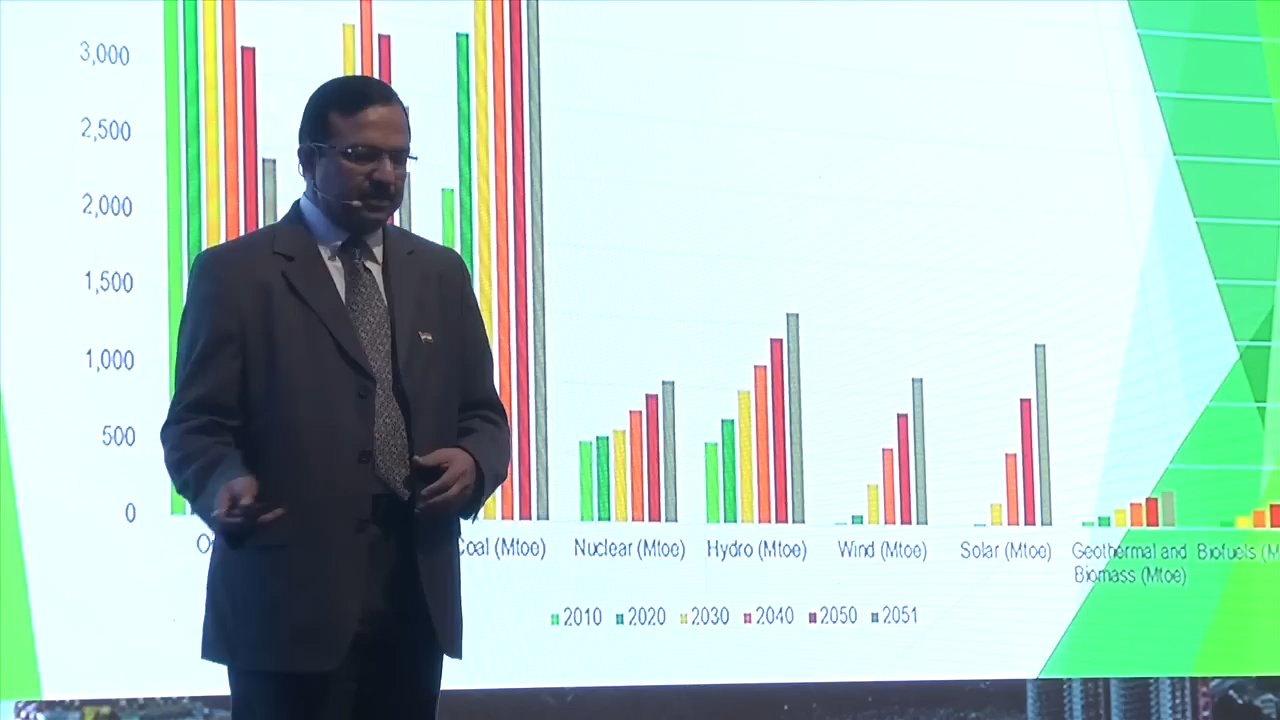 3,000
2,500
2,000
1,500
1,000
500
0
Coal (Mtoe)
Nuclear (Mtoe)
Hydro (Mtoe)
Wind (Mtoe)
Solar (Mtoe)
Geothermal and
Biomass (Mtoe)
Biofuels (M
2010
2020
2030
2040
2050
2051